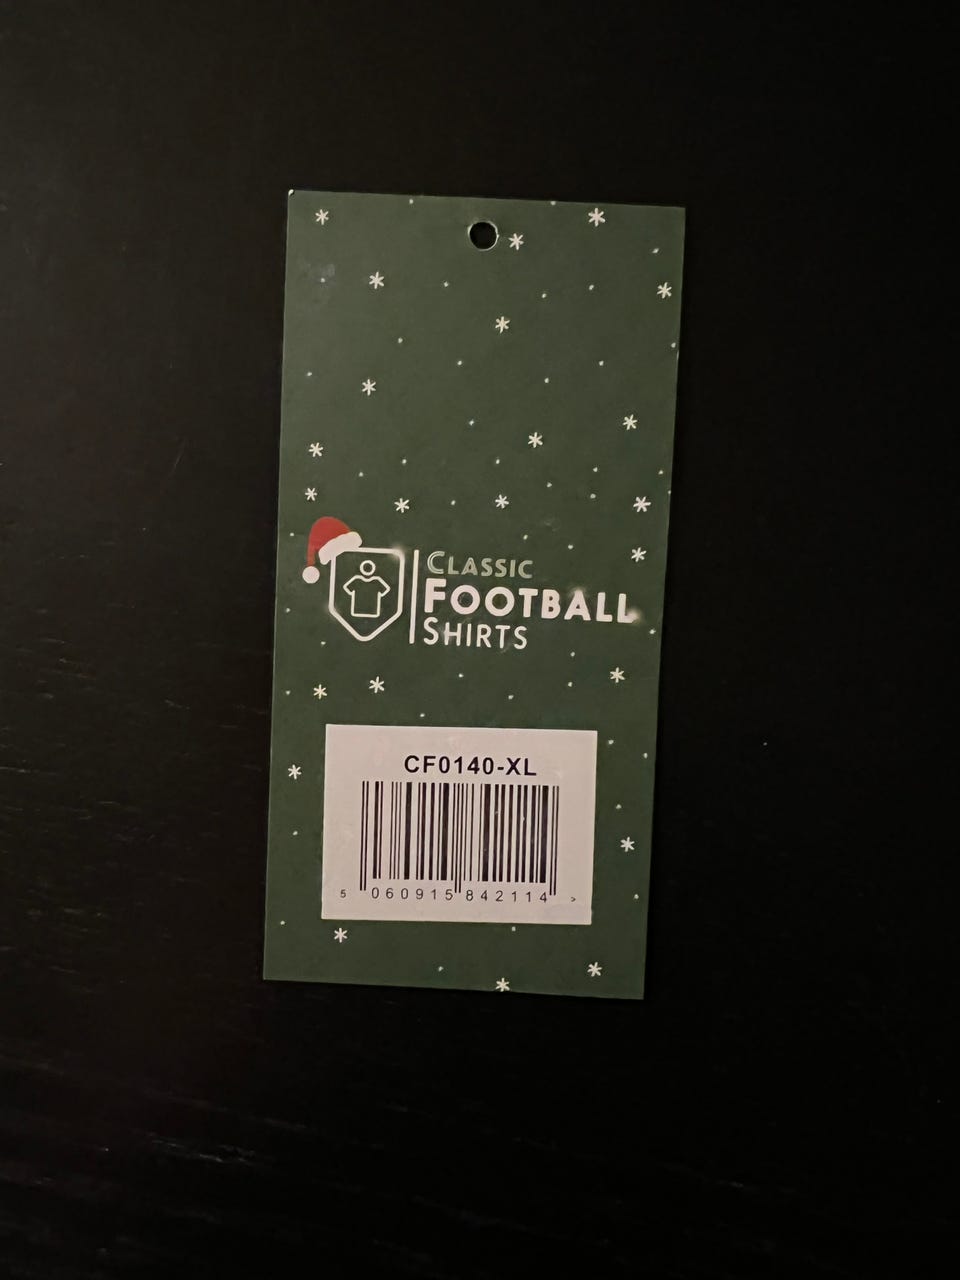 CLASSIC
FOOTBALL
SHIRTS
CF0140-XL
5 060915 842114 >